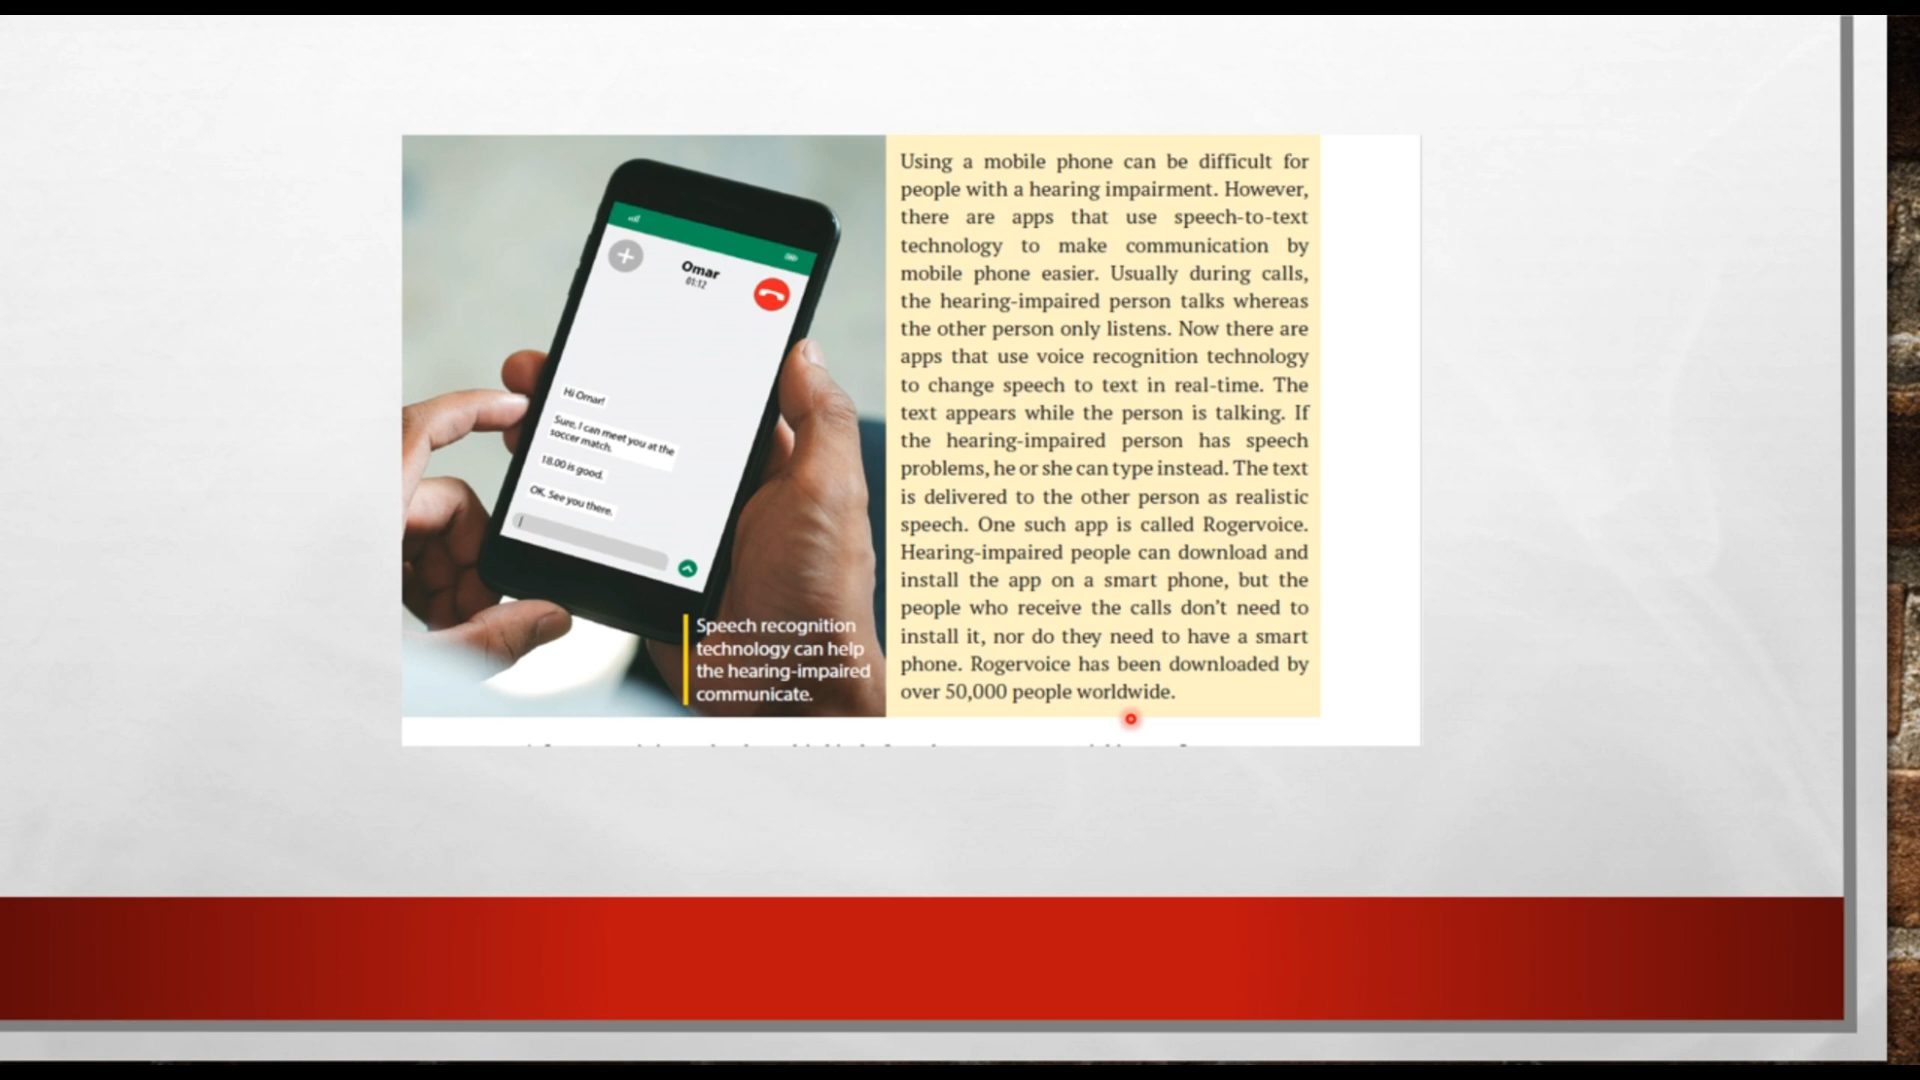 Omar
01:12
Hi Omar!
Sure, I can meet you at the
soccer match.
18.00 is good.
OK. See you there.
Speech recognition
technology can help
the hearing-impaired
communicate.
Using a mobile phone can be difficult for
people with a hearing impairment. However,
there are apps that use speech-to-text
technology to make communication by
mobile phone easier. Usually during calls,
the hearing-impaired person talks whereas
the other person only listens. Now there are
apps that use voice recognition technology
to change speech to text in real-time. The
text appears while the person is talking. If
the hearing-impaired person has speech
problems, he or she can type instead. The text
is delivered to the other person as realistic
speech. One such app is called Rogervoice.
Hearing-impaired people can download and
install the app on a smart phone, but the
people who receive the calls don't need to
install it, nor do they need to have a smart
phone. Rogervoice has been downloaded by
over 50,000 people worldwide.